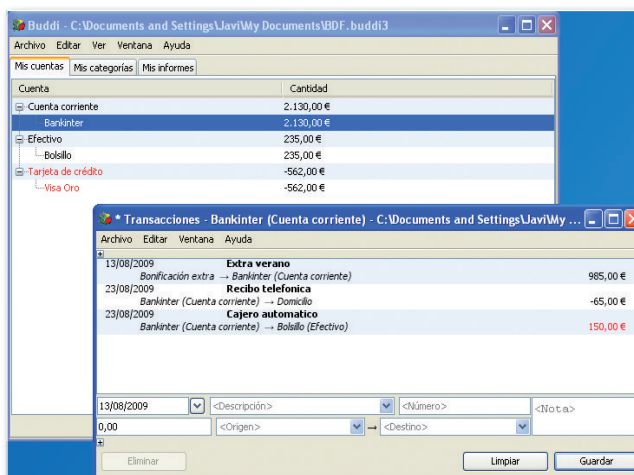 Buddi - C:\Documents and Settings\Javi\My Documents\BDF.buddi3
Archivo Editar Ver Ventana Ayuda
Mis cuentas Mis categorías Mis informes
Cuenta Cantidad
Cuenta corriente 2.130,00 €
Bankinter 2.130,00 €
Efectivo 235,00 €
Bolsillo 235,00 €
Tarjeta de crédito -562,00 €
Visa Oro -562,00 €
* Transacciones - Bankinter (Cuenta corriente) - C:\Documents and Settings\Javi\My ...
Archivo Editar Ventana Ayuda
13/08/2009 Extra verano
Bonificación extra → Bankinter (Cuenta corriente) 985,00 €
23/08/2009 Recibo telefonica
Bankinter (Cuenta corriente) → Domicilio -65,00 €
23/08/2009 Cajero automatico
Bankinter (Cuenta corriente) → Bolsillo (Efectivo) 150,00 €
13/08/2009 <Descripción> <Número> <Nota>
0,00 <Origen> → <Destino>
Eliminar Limpiar Guardar